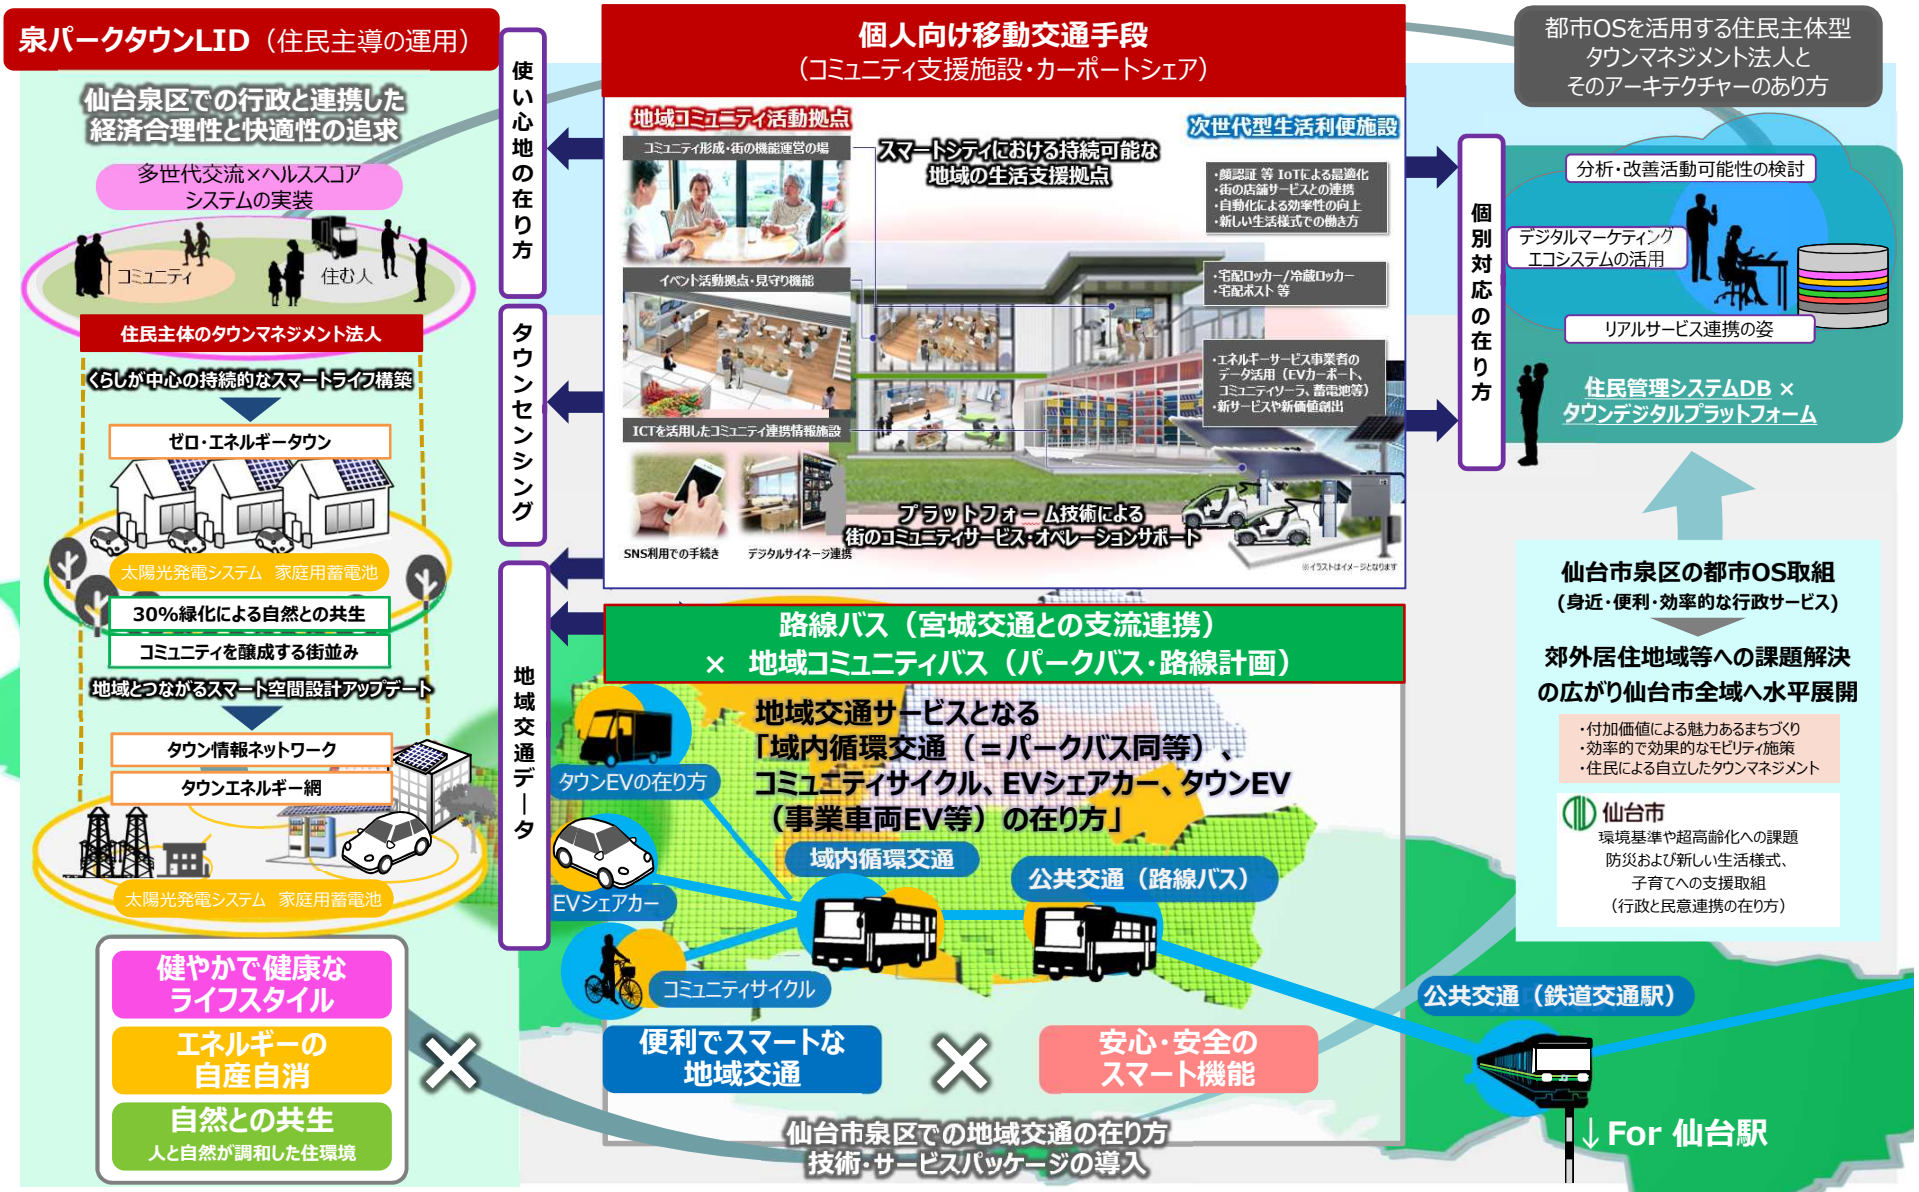 泉パークタウンLID（住民主導の運用）
仙台泉区での行政と連携した
経済合理性と快適性の追求
多世代交流×ヘルススコア
システムの実装
コミュニティ
住む人
住民主体のタウンマネジメント法人
くらしが中心の持続的なスマートライフ構築
ゼロ・エネルギータウン
太陽光発電システム　家庭用蓄電池
30%緑化による自然との共生
コミュニティを醸成する街並み
地域とつながるスマート空間設計アップデート
タウン情報ネットワーク
タウンエネルギー網
太陽光発電システム　家庭用蓄電池
健やかで健康な
ライフスタイル
エネルギーの
自産自消
自然との共生
人と自然が調和した住環境
×
使い心地の在り方
タウンセンシング
地域交通データ
個人向け移動交通手段
（コミュニティ支援施設・カーポートシェア）
地域コミュニティ活動拠点
コミュニティ形成・街の機能運営の場
イベント活動拠点・見守り機能
ICTを活用したコミュニティ連携情報施設
SNS利用での手続き
デジタルサイネージ連携
スマートシティにおける持続可能な
地域の生活支援拠点
次世代型生活利便施設
・顔認証 等 IoTによる最適化
・街の店舗サービスとの連携
・自動化による効率性の向上
・新しい生活様式での働き方
・宅配ロッカー/冷蔵ロッカー
・宅配ポスト 等
・エネルギーサービス事業者の
データ活用（EVカーポート、
コミュニティソーラ、蓄電池等）
・新サービスや新価値創出
プラットフォーム技術による
街のコミュニティサービス・オペレーションサポート
※イラストはイメージとなります
路線バス（宮城交通との支流連携）
× 地域コミュニティバス（パークバス・路線計画）
地域交通サービスとなる
「域内循環交通（＝パークバス同等）、
コミュニティサイクル、EVシェアカー、タウンEV
（事業車両EV等）の在り方」
タウンEVの在り方
EVシェアカー
コミュニティサイクル
域内循環交通
公共交通（路線バス）
便利でスマートな
地域交通
×
安心・安全の
スマート機能
仙台市泉区での地域交通の在り方
技術・サービスパッケージの導入
個別対応の在り方
都市OSを活用する住民主体型
タウンマネジメント法人と
そのアーキテクチャーのあり方
分析・改善活動可能性の検討
デジタルマーケティング
エコシステムの活用
リアルサービス連携の姿
住民管理システムDB ×
タウンデジタルプラットフォーム
仙台市泉区の都市OS取組
(身近・便利・効率的な行政サービス)
郊外居住地域等への課題解決
の広がり仙台市全域へ水平展開
・付加価値による魅力あるまちづくり
・効率的で効果的なモビリティ施策
・住民による自立したタウンマネジメント
仙台市
環境基準や超高齢化への課題
防災および新しい生活様式、
子育てへの支援取組
（行政と民意連携の在り方）
公共交通（鉄道交通駅）
↓For 仙台駅